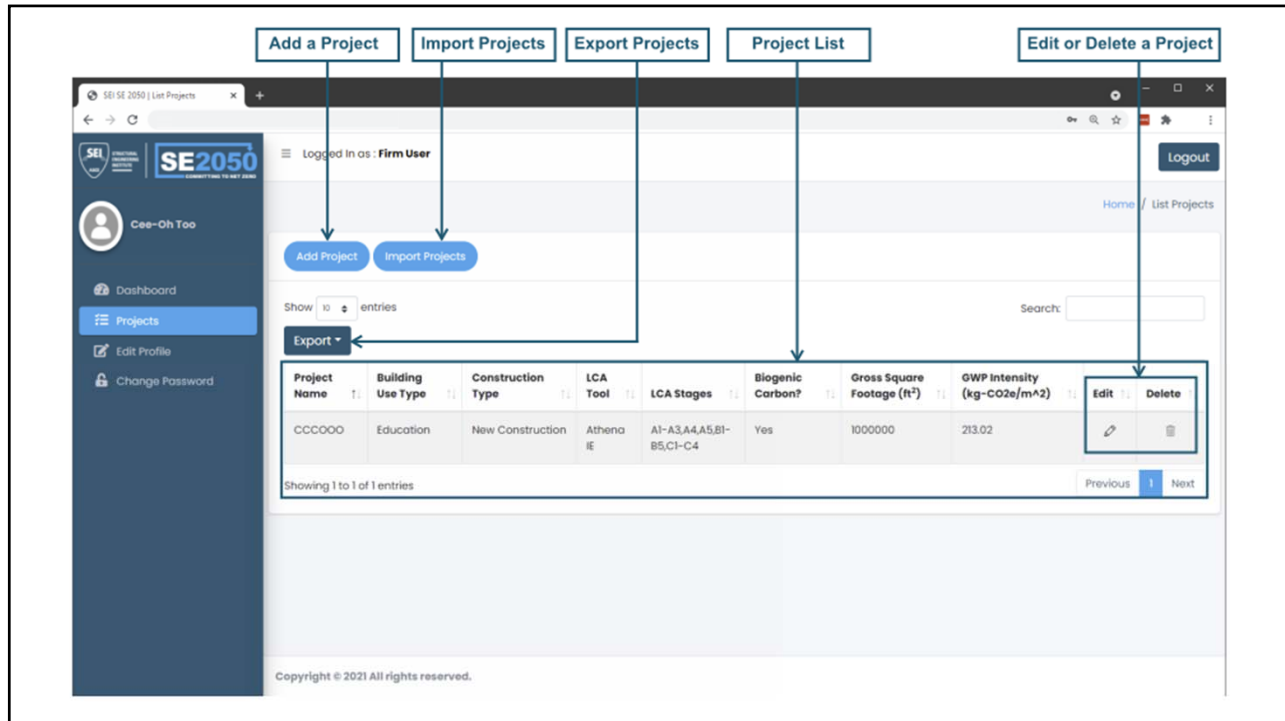 Add a Project
Import Projects
Export Projects
Project List
Edit or Delete a Project
SEI SE 2050 | List Projects
SEI
STRUCTURAL
ENGINEERING
INSTITUTE
SE2050
COMMITTING TO NET ZERO
Logged In as : Firm User
Logout
Cee-Oh Too
Home / List Projects
Add Project
Import Projects
Dashboard
Projects
Edit Profile
Change Password
Show 10 entries
Search:
Export
Project Name
Building Use Type
Construction Type
LCA Tool
LCA Stages
Biogenic Carbon?
Gross Square Footage (ft²)
GWP Intensity (kg-CO2e/m^2)
Edit
Delete
CCCOOO
Education
New Construction
Athena IE
A1-A3,A4,A5,B1-B5,C1-C4
Yes
1000000
213.02
Showing 1 to 1 of 1 entries
Previous 1 Next
Copyright © 2021 All rights reserved.